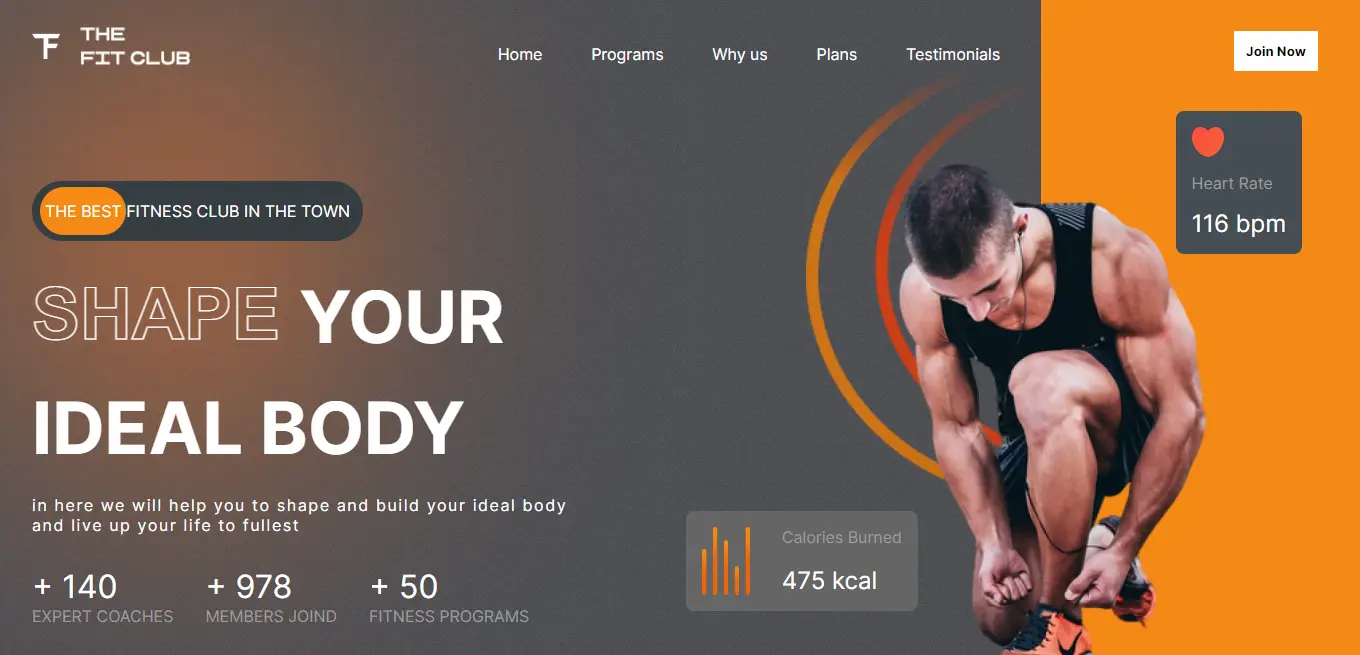 THE
FIT CLUB
Home
Programs
Why us
Plans
Testimonials
Join Now
Heart Rate
116 bpm
THE BEST FITNESS CLUB IN THE TOWN
SHAPE YOUR
IDEAL BODY
in here we will help you to shape and build your ideal body
and live up your life to fullest
Calories Burned
475 kcal
+ 140
EXPERT COACHES
+ 978
MEMBERS JOIND
+ 50
FITNESS PROGRAMS